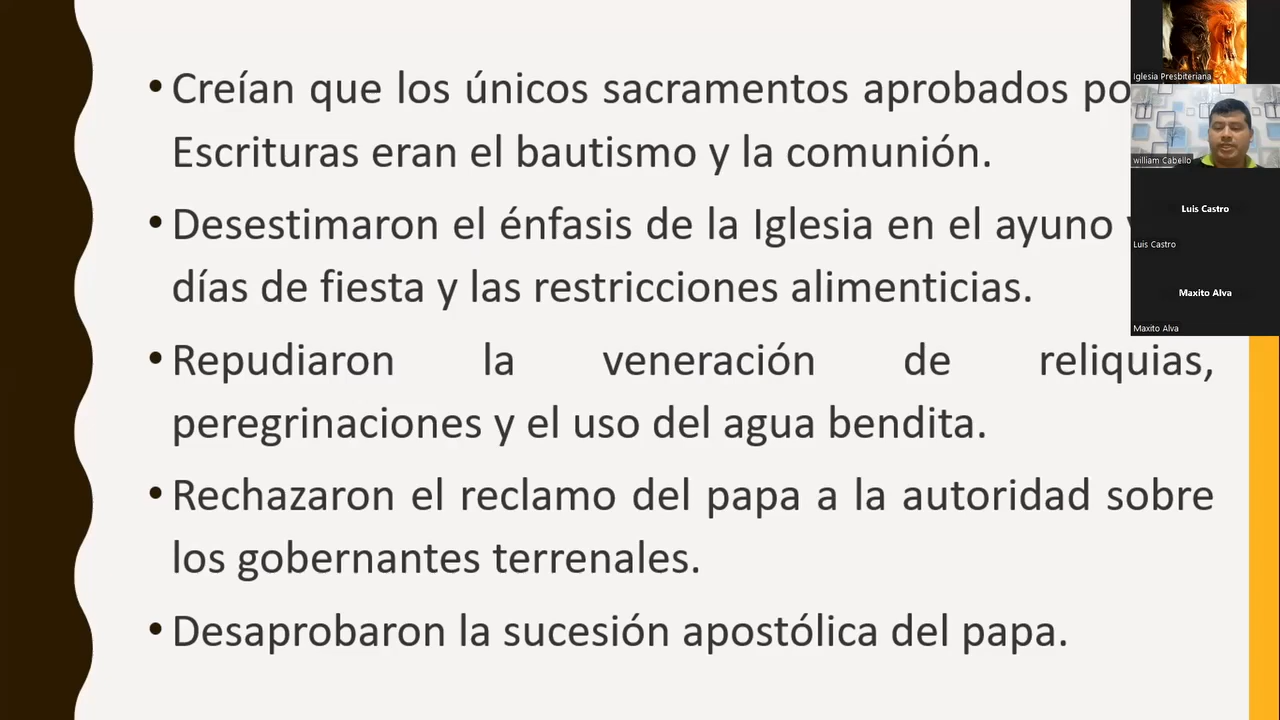 • Creían que los únicos sacramentos aprobados po
Escrituras eran el bautismo y la comunión.
• Desestimaron el énfasis de la Iglesia en el ayuno
días de fiesta y las restricciones alimenticias.
• Repudiaron la veneración de reliquias,
peregrinaciones y el uso del agua bendita.
• Rechazaron el reclamo del papa a la autoridad sobre
los gobernantes terrenales.
• Desaprobaron la sucesión apostólica del papa.
Iglesia Presbiteriana
william Cabello
Luis Castro
Luis Castro
Maxito Alva
Maxito Alva